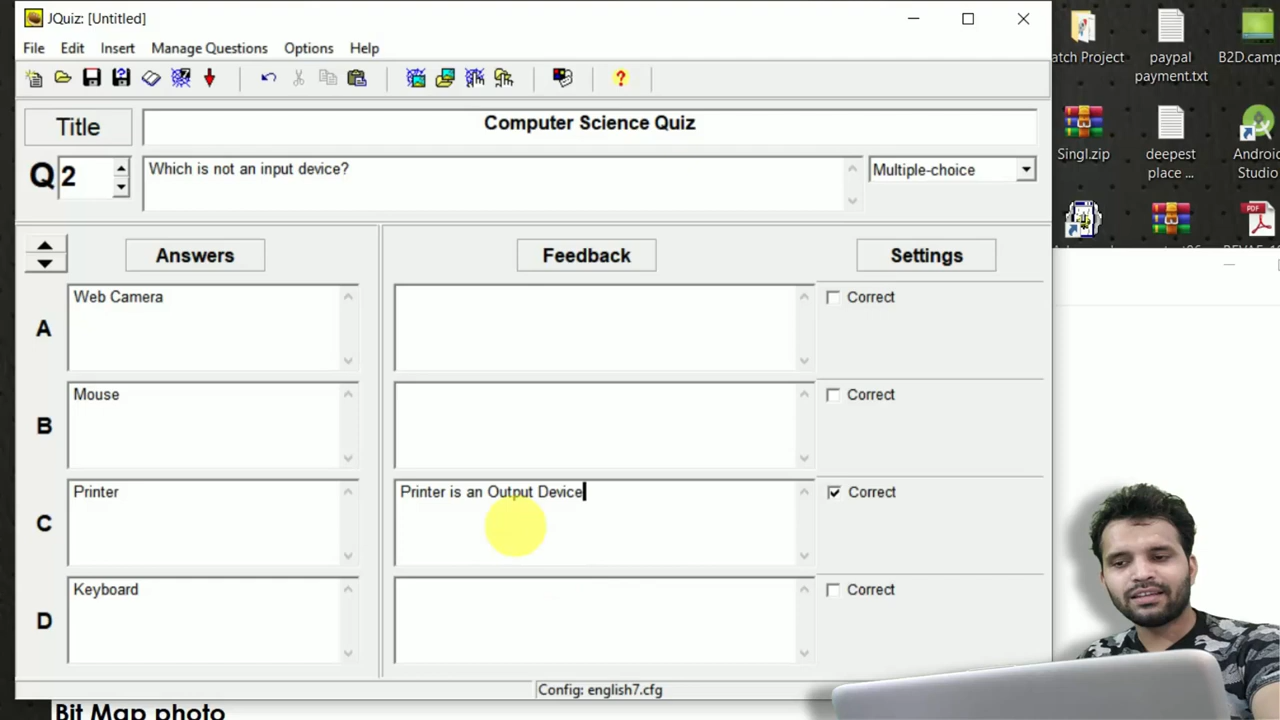 JQuiz: [Untitled]
File Edit Insert Manage Questions Options Help
Title
Computer Science Quiz
Q 2
Which is not an input device?
Multiple-choice
Answers
Feedback
Settings
A
Web Camera
Correct
B
Mouse
Correct
C
Printer
Printer is an Output Device
Correct
D
Keyboard
Correct
Config: english7.cfg
Bit Map photo
atch Project
paypal
payment.txt
B2D.camp
Singl.zip
deepest
place ...
Android
Studio
PDF